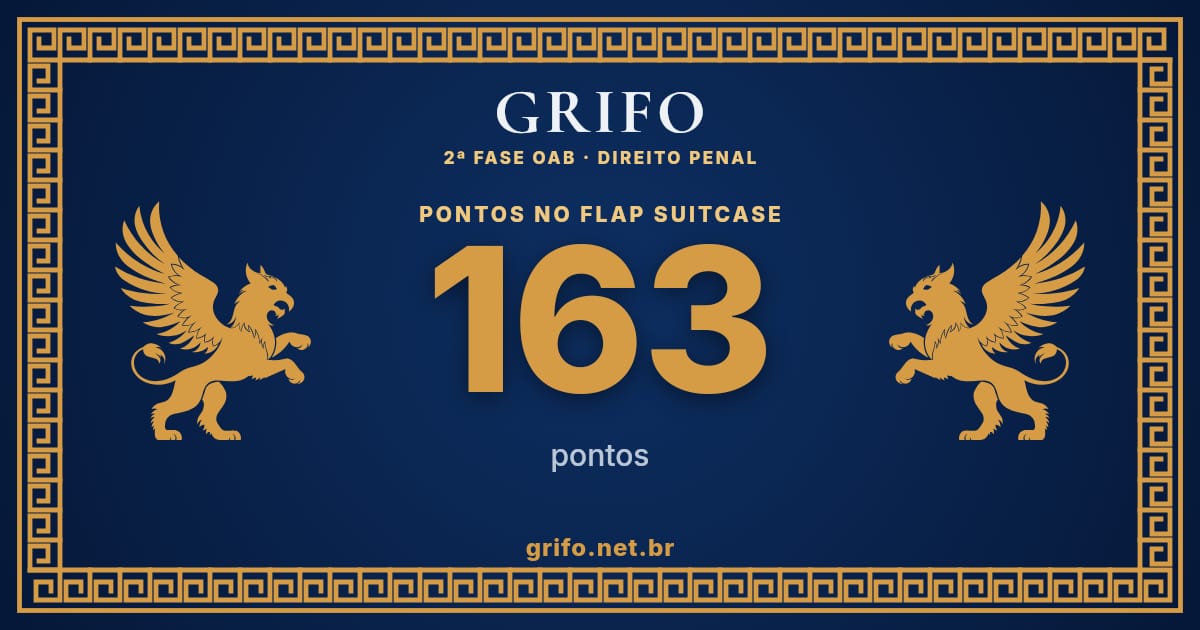 GRIFO
2ª FASE OAB · DIREITO PENAL
PONTOS NO FLAP SUITCASE
163
pontos
grifo.net.br